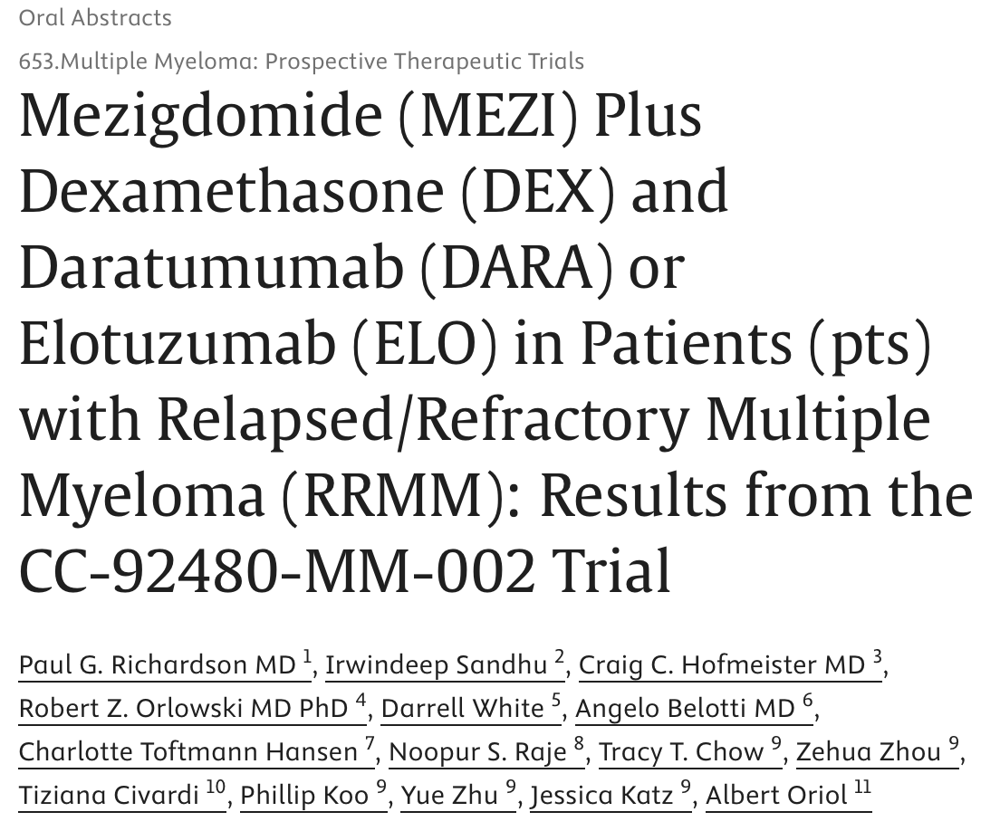 Oral Abstracts
653.Multiple Myeloma: Prospective Therapeutic Trials
Mezigdomide (MEZI) Plus
Dexamethasone (DEX) and
Daratumumab (DARA) or
Elotuzumab (ELO) in Patients (pts)
with Relapsed/Refractory Multiple
Myeloma (RRMM): Results from the
CC-92480-MM-002 Trial
Paul G. Richardson MD 1, Irwindeep Sandhu 2, Craig C. Hofmeister MD 3,
Robert Z. Orlowski MD PhD 4, Darrell White 5, Angelo Belotti MD 6,
Charlotte Toftmann Hansen 7, Noopur S. Raje 8, Tracy T. Chow 9, Zehua Zhou 9,
Tiziana Civardi 10, Phillip Koo 9, Yue Zhu 9, Jessica Katz 9, Albert Oriol 11